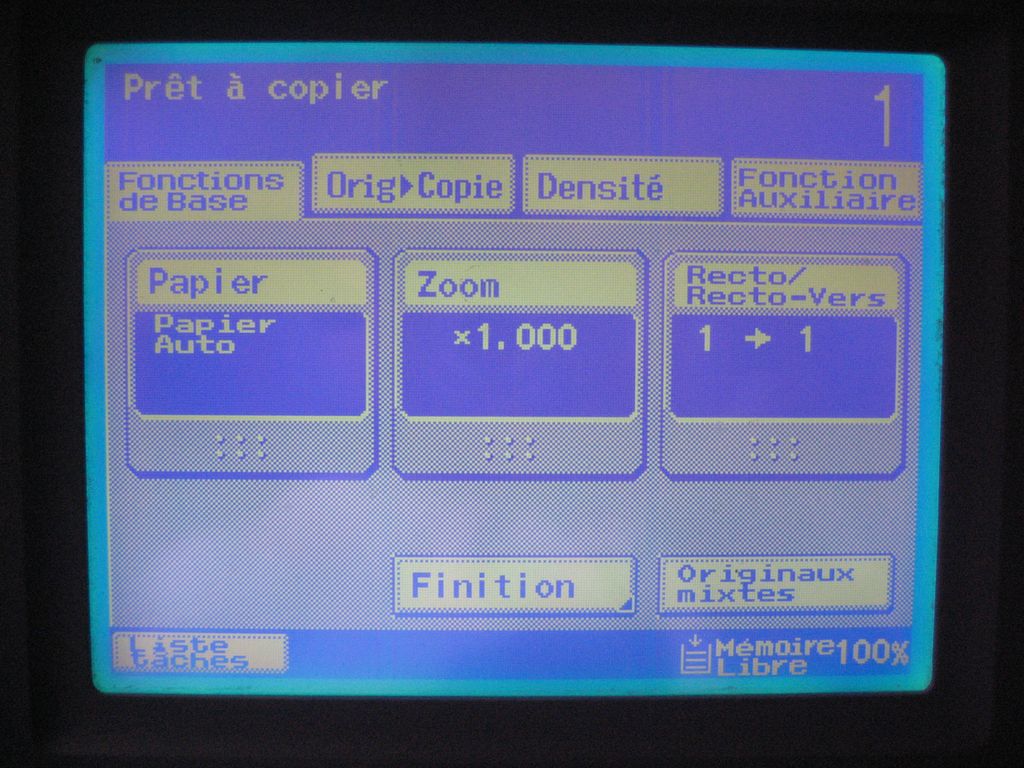 Prêt à copier
1
Fonctions
de Base
Orig▸Copie
Densité
Fonction
Auxiliaire
Papier
Papier
Auto
Zoom
×1.000
Recto/
Recto-Vers
1 → 1
Finition
Originaux
mixtes
Liste
tâches
Mémoire
Libre
100%